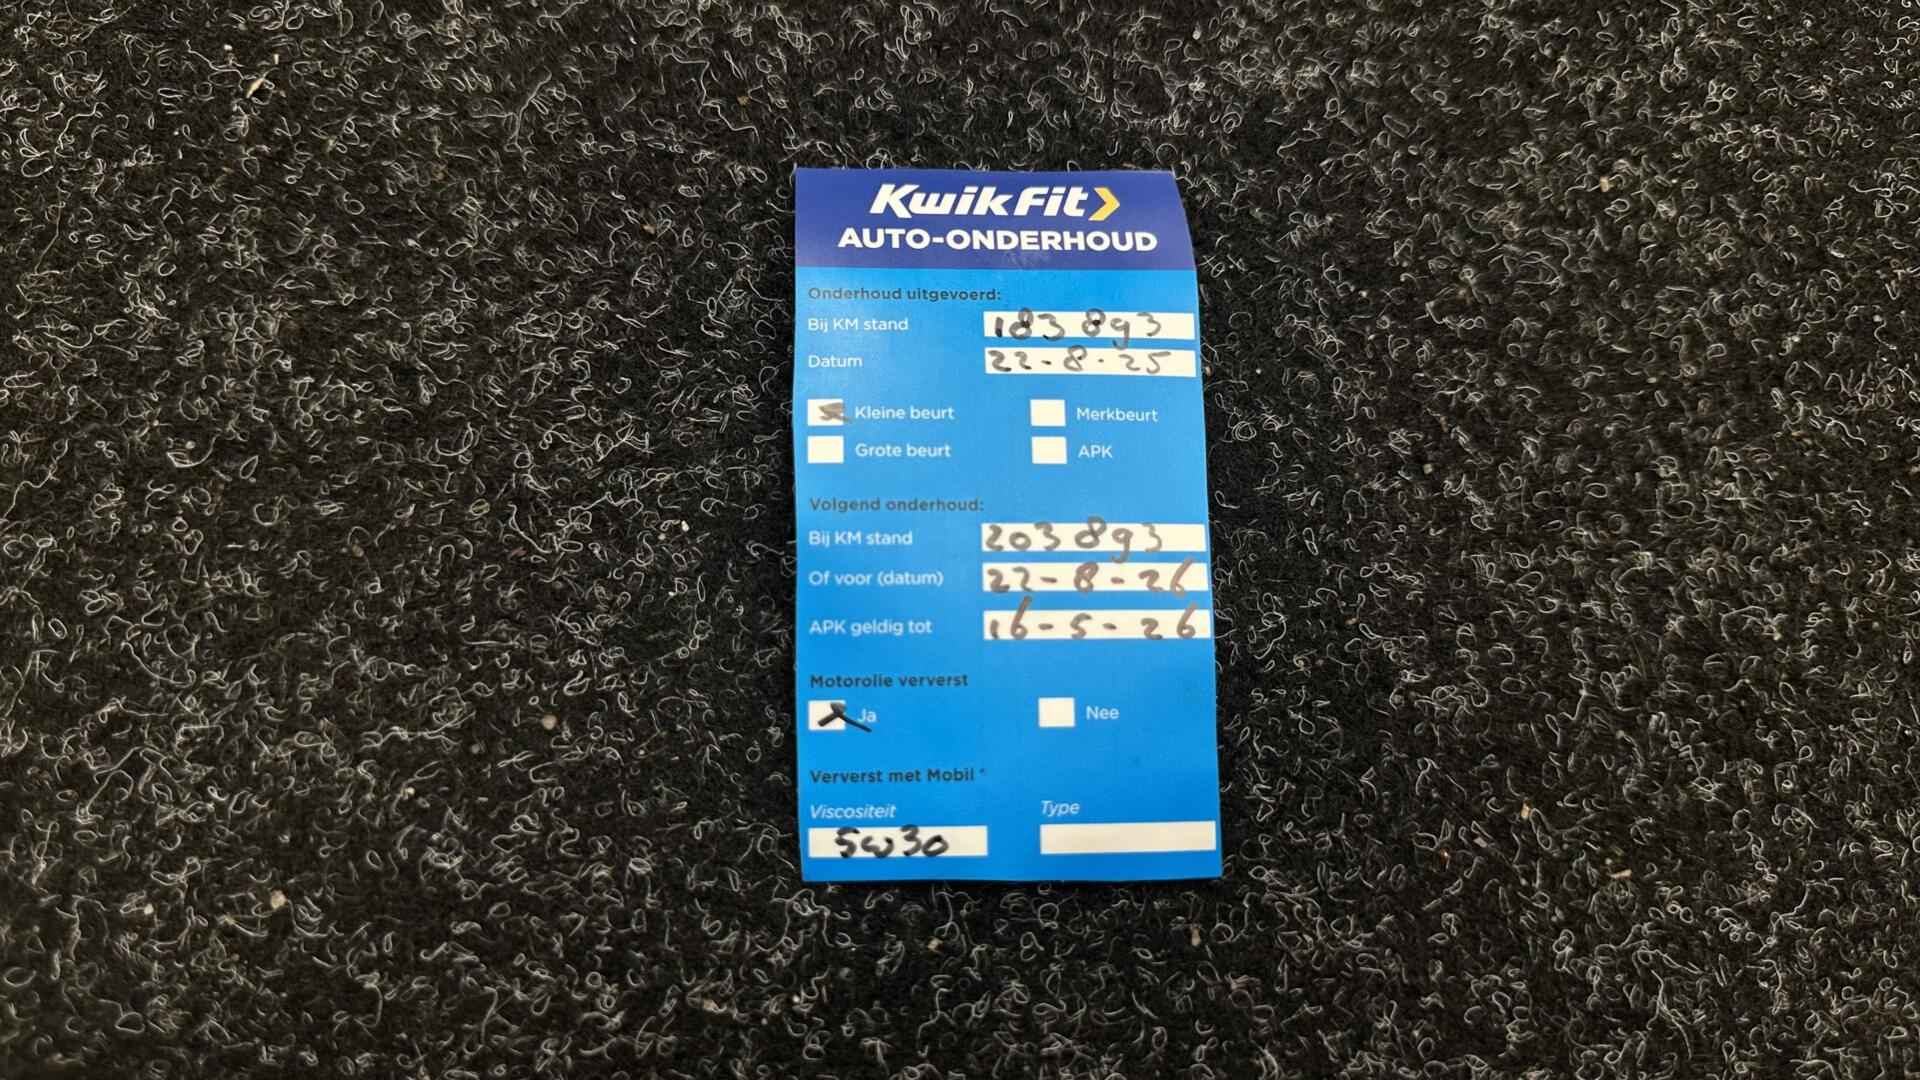 KwikFit
AUTO-ONDERHOUD
Onderhoud uitgevoerd:
Bij KM stand 183893
Datum 22-8-25
Kleine beurt Merkbeurt
Grote beurt APK
Volgend onderhoud:
Bij KM stand 203893
Of voor (datum) 22-8-26
APK geldig tot 16-5-26
Motorolie ververst
Ja Nee
Ververst met Mobil *
Viscositeit Type
5w30